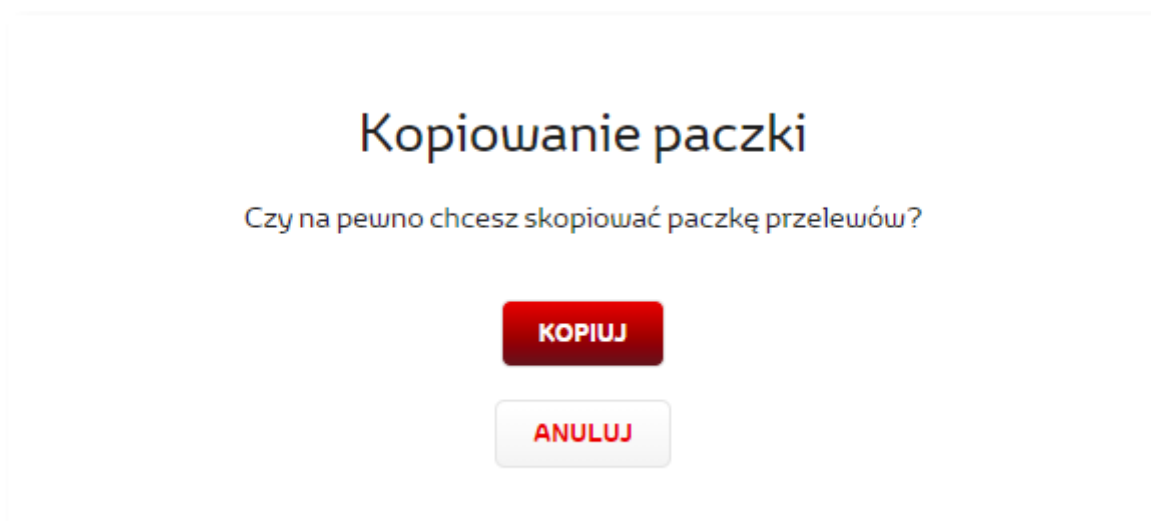 Kopiowanie paczki
Czy na pewno chcesz skopiować paczkę przelewów?
KOPIUJ
ANULUJ